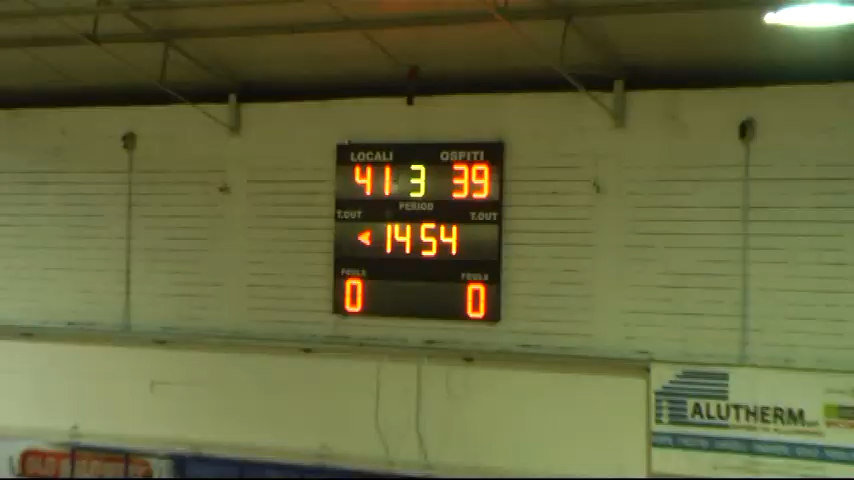 LOCALI OSPITI
41 3 39
PERIOD
T.OUT T.OUT
14 54
FOULS FOULS
0 0
ALUTHERM